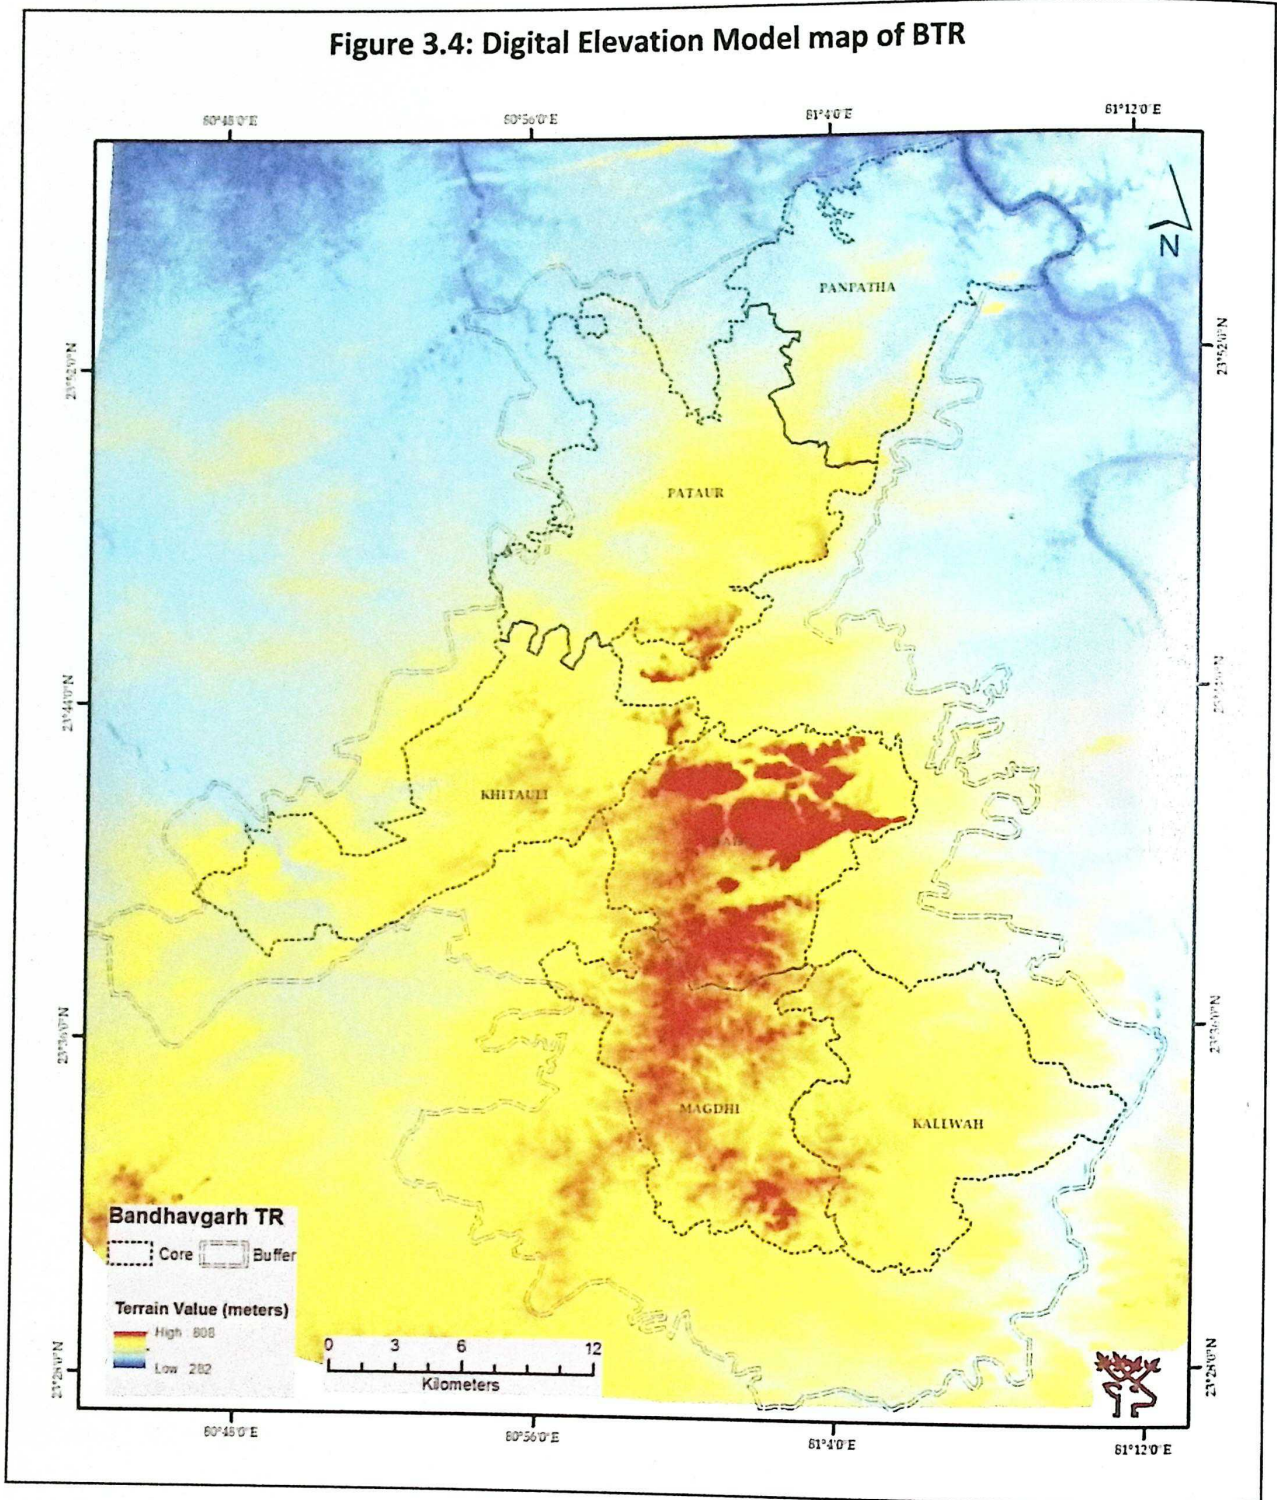 Figure 3.4: Digital Elevation Model map of BTR
80°48'0"E 80°56'0"E 81°4'0"E 81°12'0"E
N
PANPATHA
23°52'0"N 23°52'0"N
PATAUR
23°44'0"N
KHITAULI
23°36'0"N 23°36'0"N
MAGDHI
KALLWAH
Bandhavgarh TR
Core Buffer
Terrain Value (meters)
High : 808
Low : 282
0 3 6 12
Kilometers
23°28'0"N 23°28'0"N
80°48'0"E 80°56'0"E 81°4'0"E 81°12'0"E